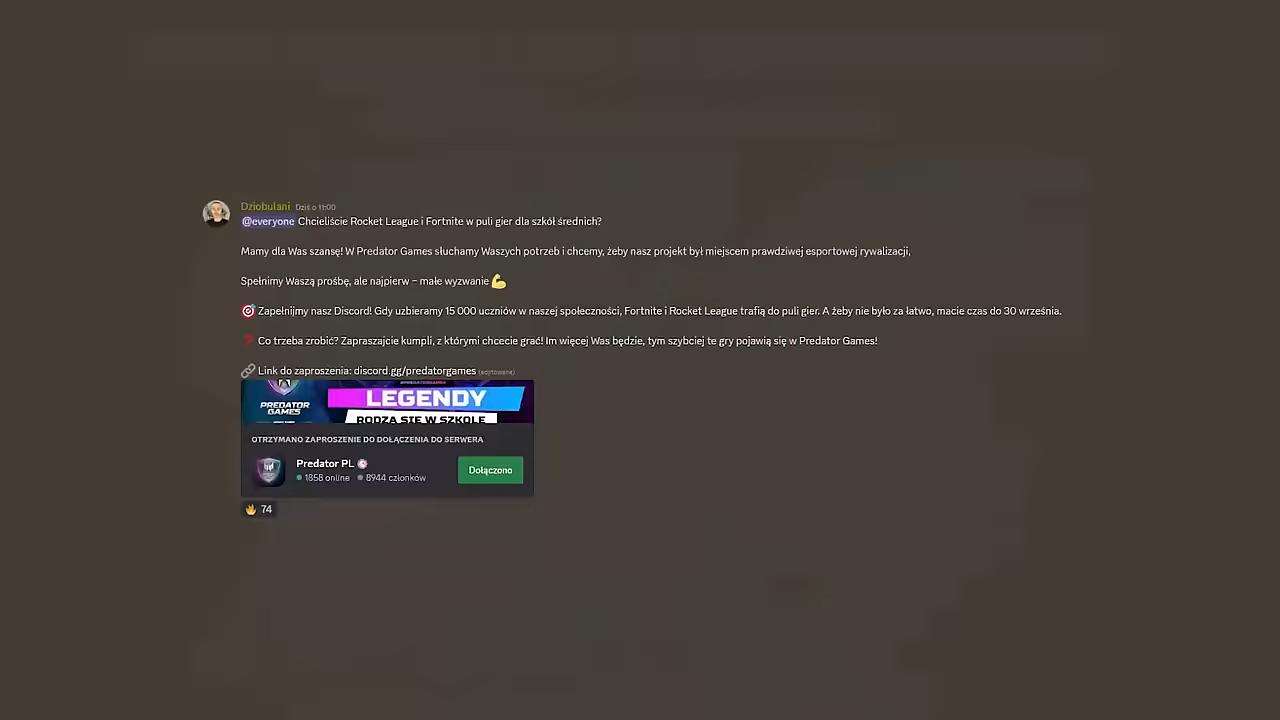 Dziobulani Dziś o 11:00
@everyone Chcieliście Rocket League i Fortnite w puli gier dla szkół średnich?
Mamy dla Was szansę! W Predator Games słuchamy Waszych potrzeb i chcemy, żeby nasz projekt był miejscem prawdziwej esportowej rywalizacji,
Spełnimy Waszą prośbę, ale najpierw – małe wyzwanie 💪
🎯 Zapełnijmy nasz Discord! Gdy uzbieramy 15 000 uczniów w naszej społeczności, Fortnite i Rocket League trafią do puli gier. A żeby nie było za łatwo, macie czas do 30 września.
❓ Co trzeba zrobić? Zapraszajcie kumpli, z którymi chcecie grać! Im więcej Was będzie, tym szybciej te gry pojawią się w Predator Games!
🔗 Link do zaproszenia: discord.gg/predatorgames (edytowane)
PREDATOR
GAMES
LEGENDY
RODZĄ SIĘ W SZKOLE
OTRZYMANO ZAPROSZENIE DO DOŁĄCZENIA DO SERWERA
Predator PL
1858 online 8944 członków
Dołączono
🔥 74